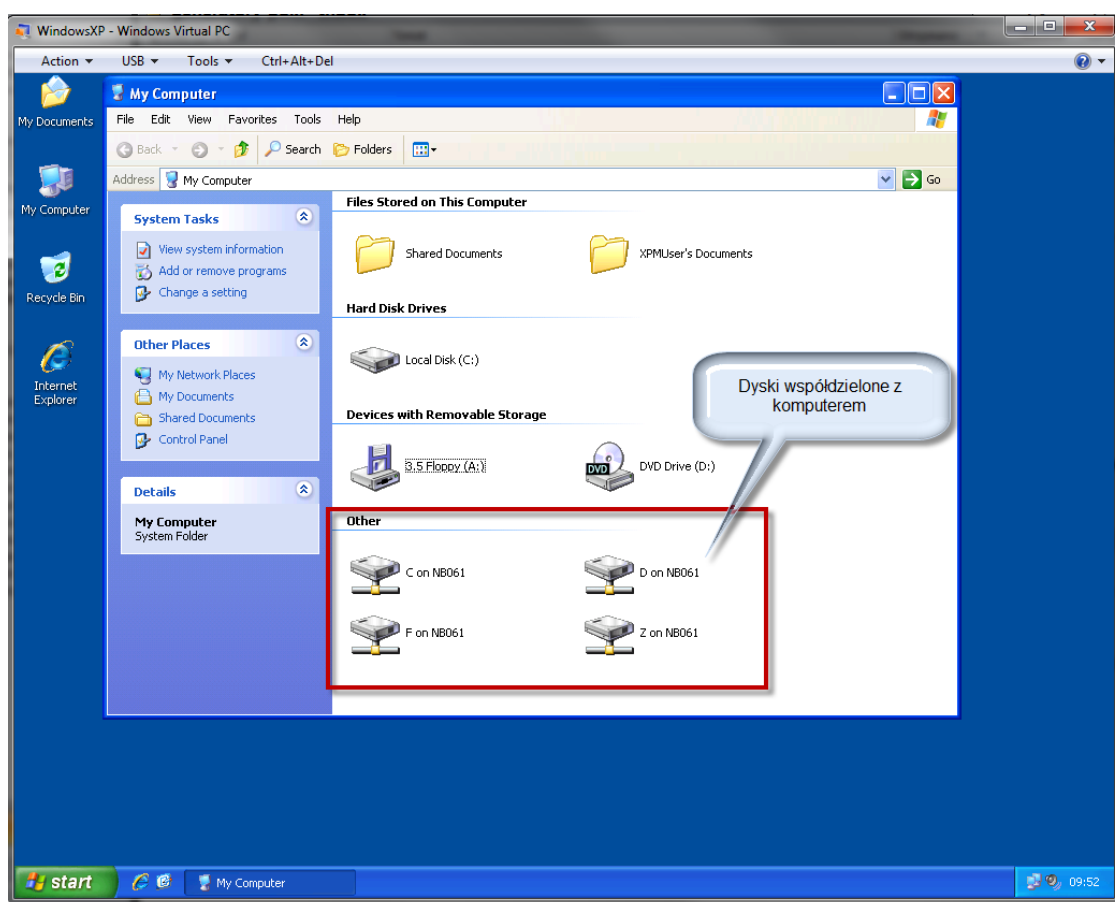 WindowsXP - Windows Virtual PC
Action USB Tools Ctrl+Alt+Del
My Documents
My Computer
Recycle Bin
Internet
Explorer
My Computer
File Edit View Favorites Tools Help
Back Search Folders
Address My Computer Go
System Tasks
View system information
Add or remove programs
Change a setting
Other Places
My Network Places
My Documents
Shared Documents
Control Panel
Details
My Computer
System Folder
Files Stored on This Computer
Shared Documents XPMUser's Documents
Hard Disk Drives
Local Disk (C:)
Dyski współdzielone z
komputerem
Devices with Removable Storage
3,5 Floppy (A:) DVD Drive (D:)
DVD
Other
C on NB061 D on NB061
F on NB061 Z on NB061
start My Computer 09:52